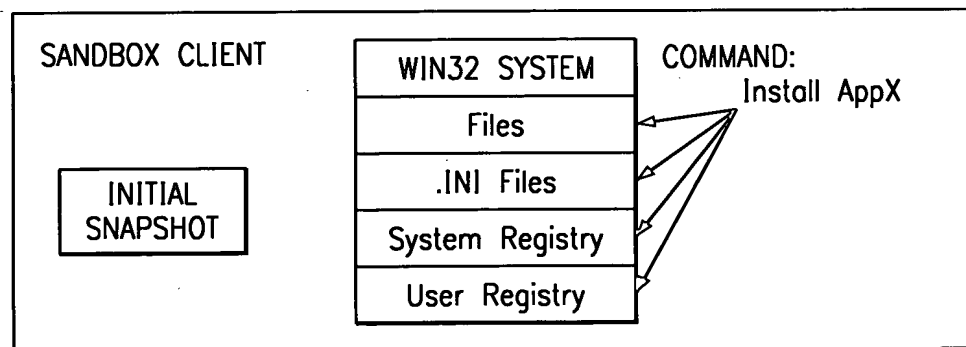 SANDBOX CLIENT
WIN32 SYSTEM
COMMAND:
Install AppX
Files
.INI Files
INITIAL
SNAPSHOT
System Registry
User Registry